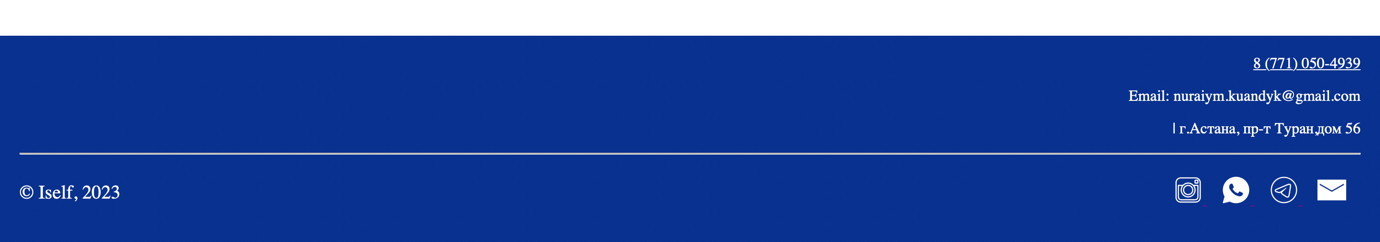 8 (771) 050-4939
Email: nuraiym.kuandyk@gmail.com
| г.Астана, пр-т Туран,дом 56
© Iself, 2023